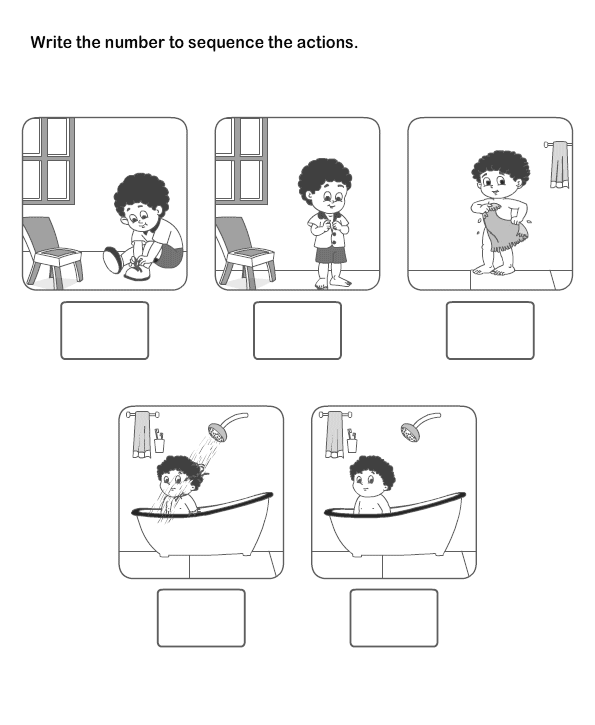 Write the number to sequence the actions.